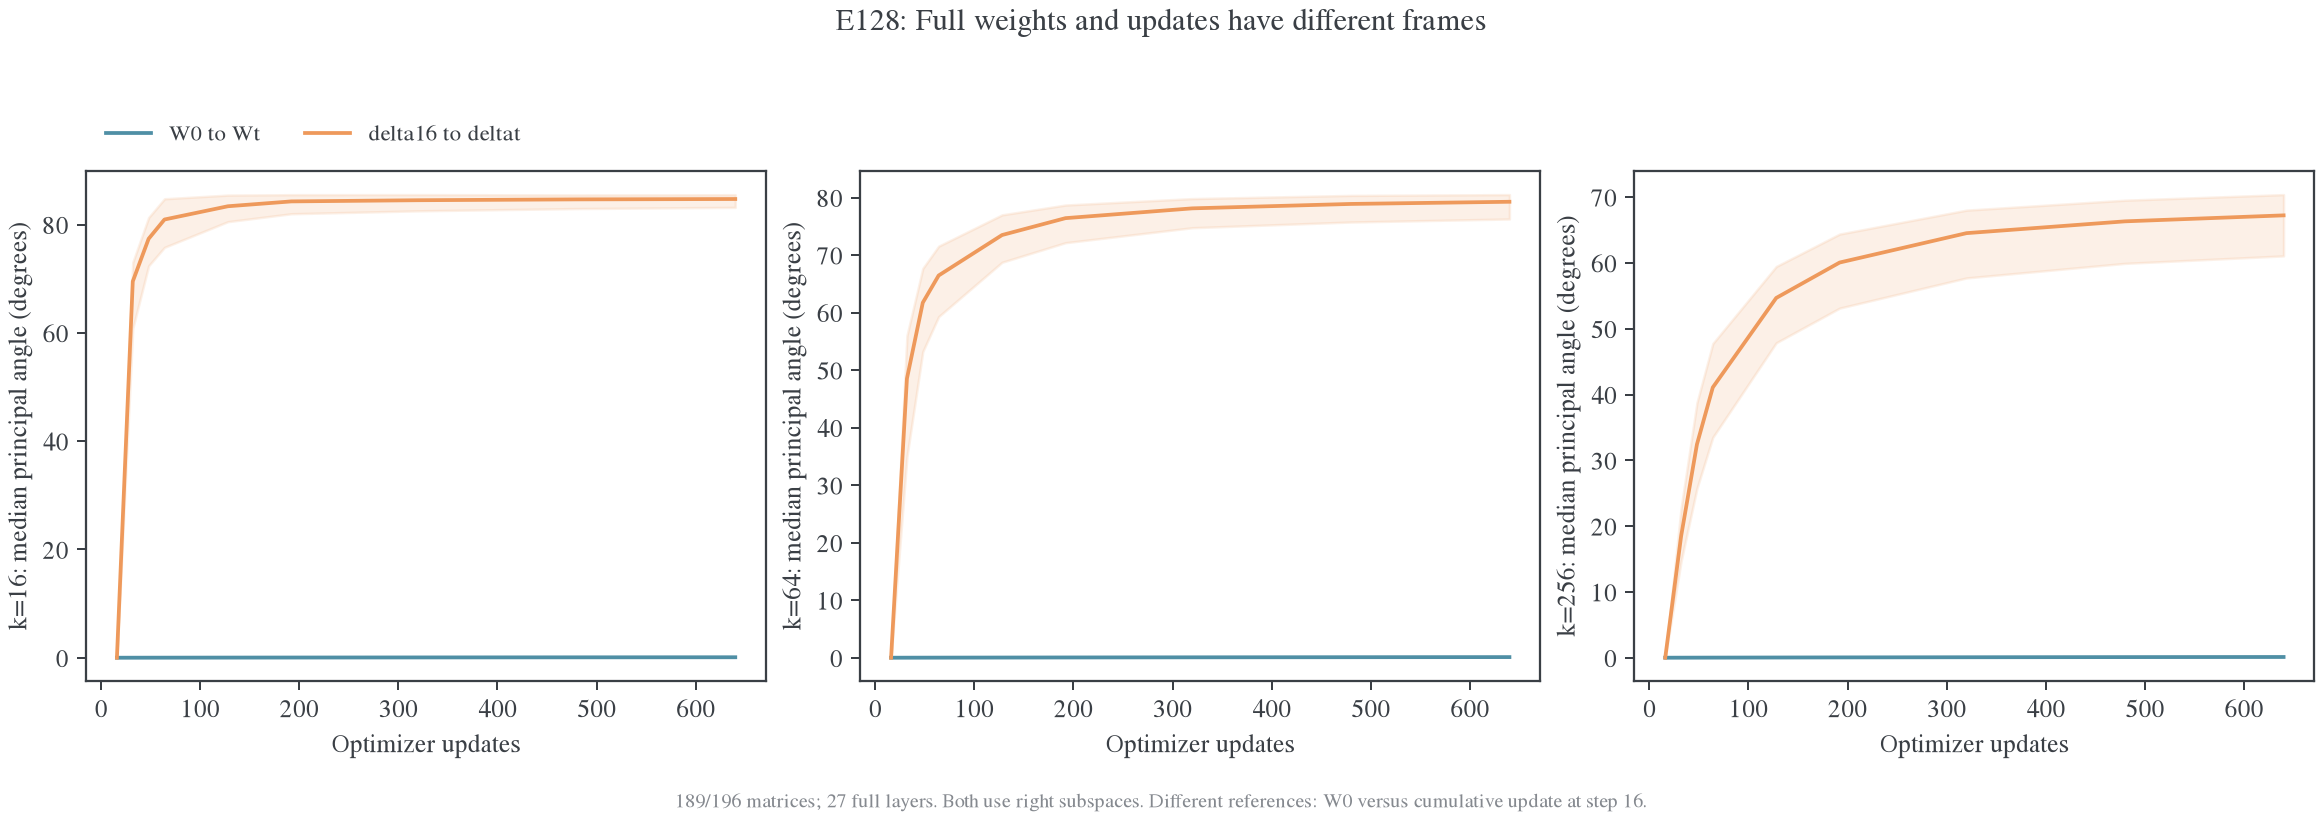 E128: Full weights and updates have different frames
W0 to Wt
delta16 to deltat
k=16: median principal angle (degrees)
80
60
40
20
0
0 100 200 300 400 500 600
Optimizer updates
k=64: median principal angle (degrees)
80
70
60
50
40
30
20
10
0
0 100 200 300 400 500 600
Optimizer updates
k=256: median principal angle (degrees)
70
60
50
40
30
20
10
0
0 100 200 300 400 500 600
Optimizer updates
189/196 matrices; 27 full layers. Both use right subspaces. Different references: W0 versus cumulative update at step 16.